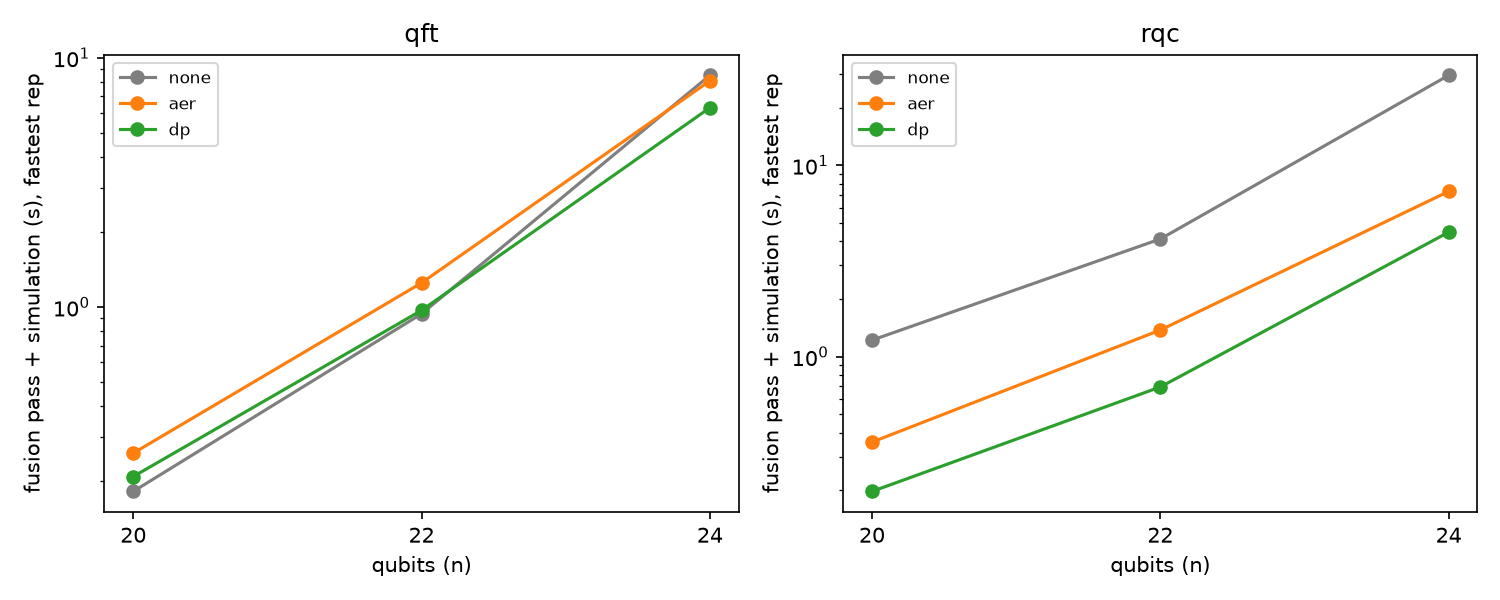 qft
fusion pass + simulation (s), fastest rep
10¹
10⁰
none
aer
dp
20
22
24
qubits (n)
rqc
fusion pass + simulation (s), fastest rep
10¹
10⁰
none
aer
dp
20
22
24
qubits (n)